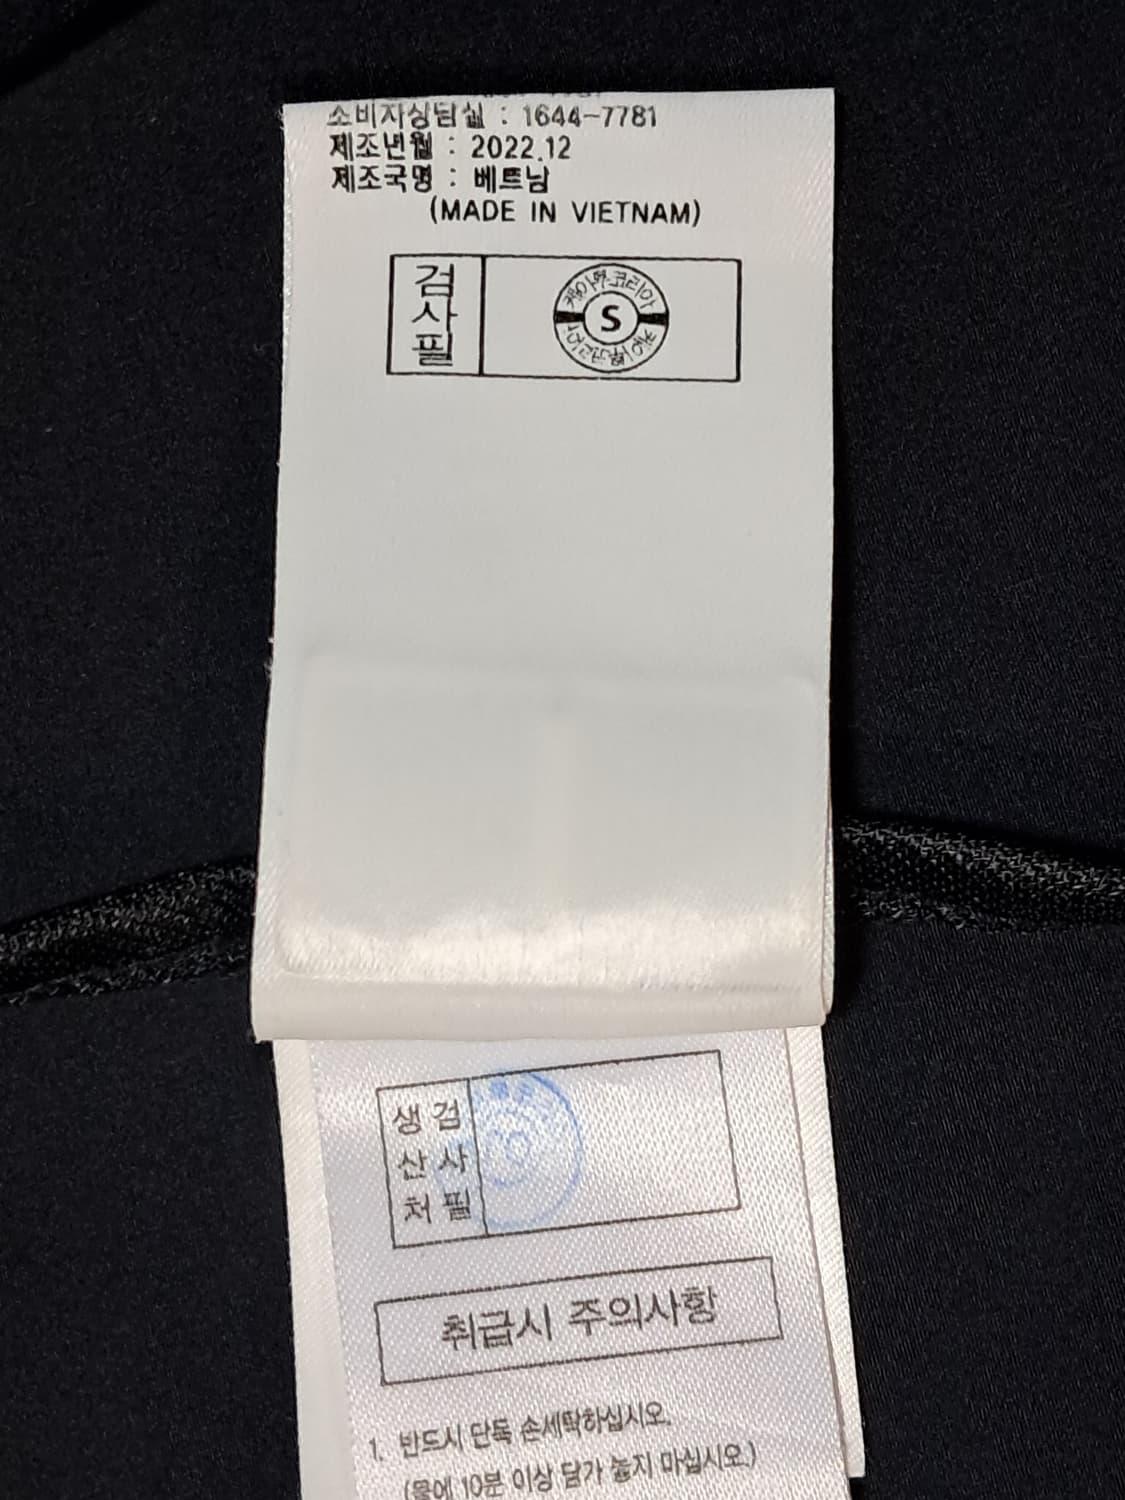 소비자상담실 : 1644-7781
제조년월 : 2022.12
제조국명 : 베트남
(MADE IN VIETNAM)
검사필
S
생산처 검사필
취급시 주의사항
1. 반드시 단독 손세탁하십시오.
(물에 10분 이상 담가 놓지 마십시오.)